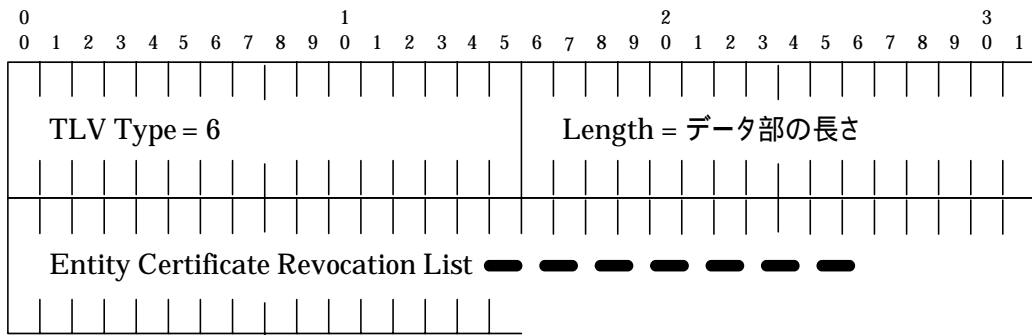 0 1 2 3
0 1 2 3 4 5 6 7 8 9 0 1 2 3 4 5 6 7 8 9 0 1 2 3 4 5 6 7 8 9 0 1
TLV Type = 6 Length = データ部の長さ
Entity Certificate Revocation List